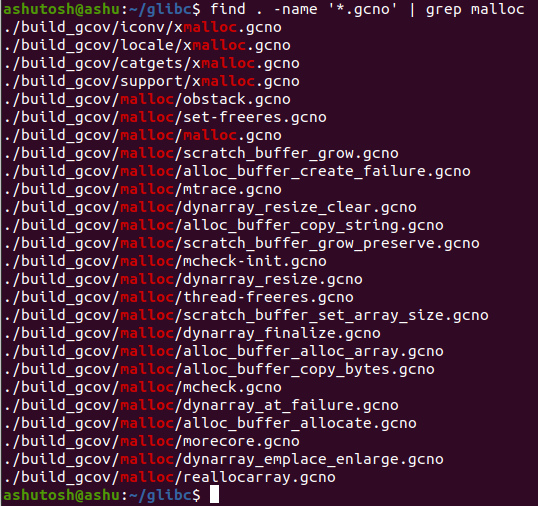 ashutosh@ashu:~/glibc$ find . -name '*.gcno' | grep malloc
./build_gcov/iconv/xmalloc.gcno
./build_gcov/locale/xmalloc.gcno
./build_gcov/catgets/xmalloc.gcno
./build_gcov/support/xmalloc.gcno
./build_gcov/malloc/obstack.gcno
./build_gcov/malloc/set-freeres.gcno
./build_gcov/malloc/malloc.gcno
./build_gcov/malloc/scratch_buffer_grow.gcno
./build_gcov/malloc/alloc_buffer_create_failure.gcno
./build_gcov/malloc/mtrace.gcno
./build_gcov/malloc/dynarray_resize_clear.gcno
./build_gcov/malloc/alloc_buffer_copy_string.gcno
./build_gcov/malloc/scratch_buffer_grow_preserve.gcno
./build_gcov/malloc/mcheck-init.gcno
./build_gcov/malloc/dynarray_resize.gcno
./build_gcov/malloc/thread-freeres.gcno
./build_gcov/malloc/scratch_buffer_set_array_size.gcno
./build_gcov/malloc/dynarray_finalize.gcno
./build_gcov/malloc/alloc_buffer_alloc_array.gcno
./build_gcov/malloc/alloc_buffer_copy_bytes.gcno
./build_gcov/malloc/mcheck.gcno
./build_gcov/malloc/dynarray_at_failure.gcno
./build_gcov/malloc/alloc_buffer_allocate.gcno
./build_gcov/malloc/morecore.gcno
./build_gcov/malloc/dynarray_emplace_enlarge.gcno
./build_gcov/malloc/reallocarray.gcno
ashutosh@ashu:~/glibc$